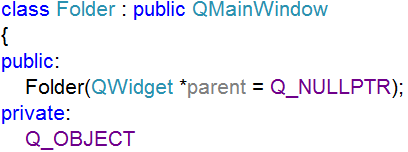 class Folder : public QMainWindow
{
public:
    Folder(QWidget *parent = Q_NULLPTR);
private:
    Q_OBJECT